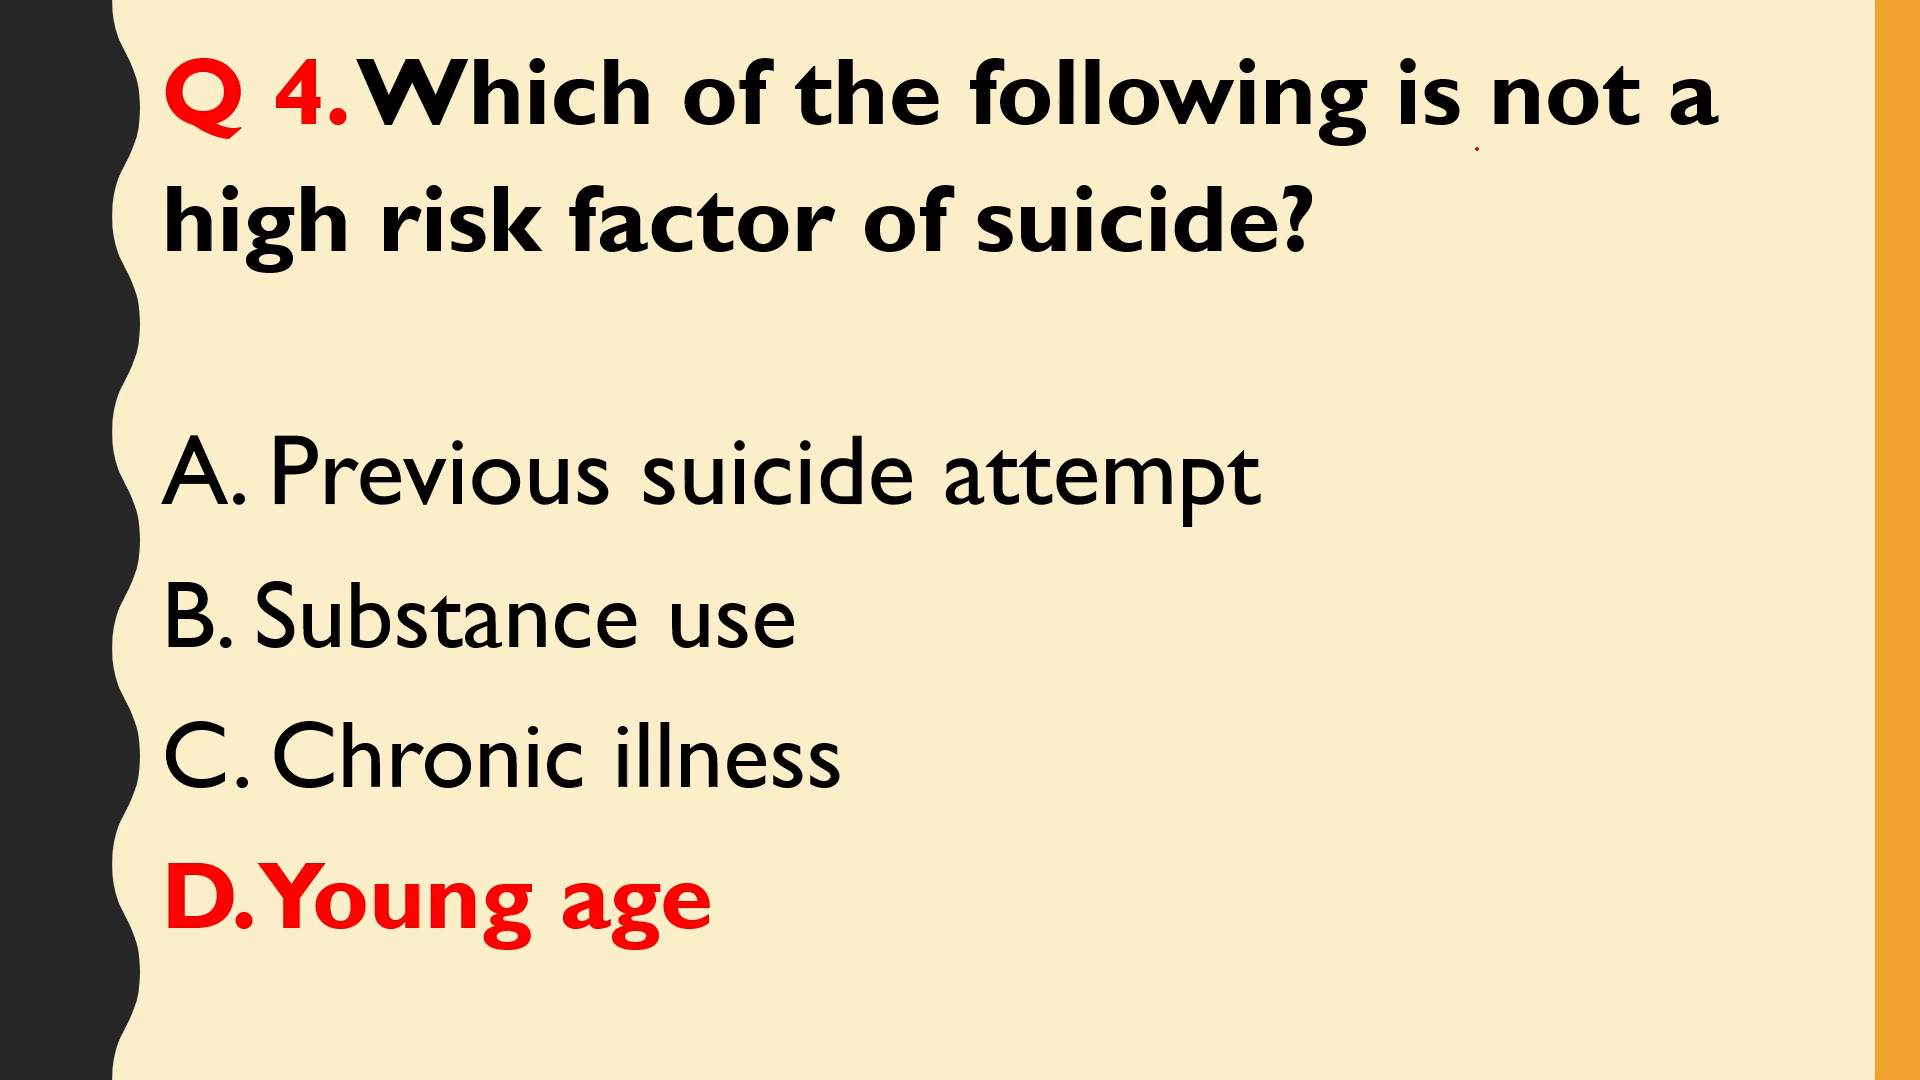 Q 4. Which of the following is not a
high risk factor of suicide?
A. Previous suicide attempt
B. Substance use
C. Chronic illness
D. Young age